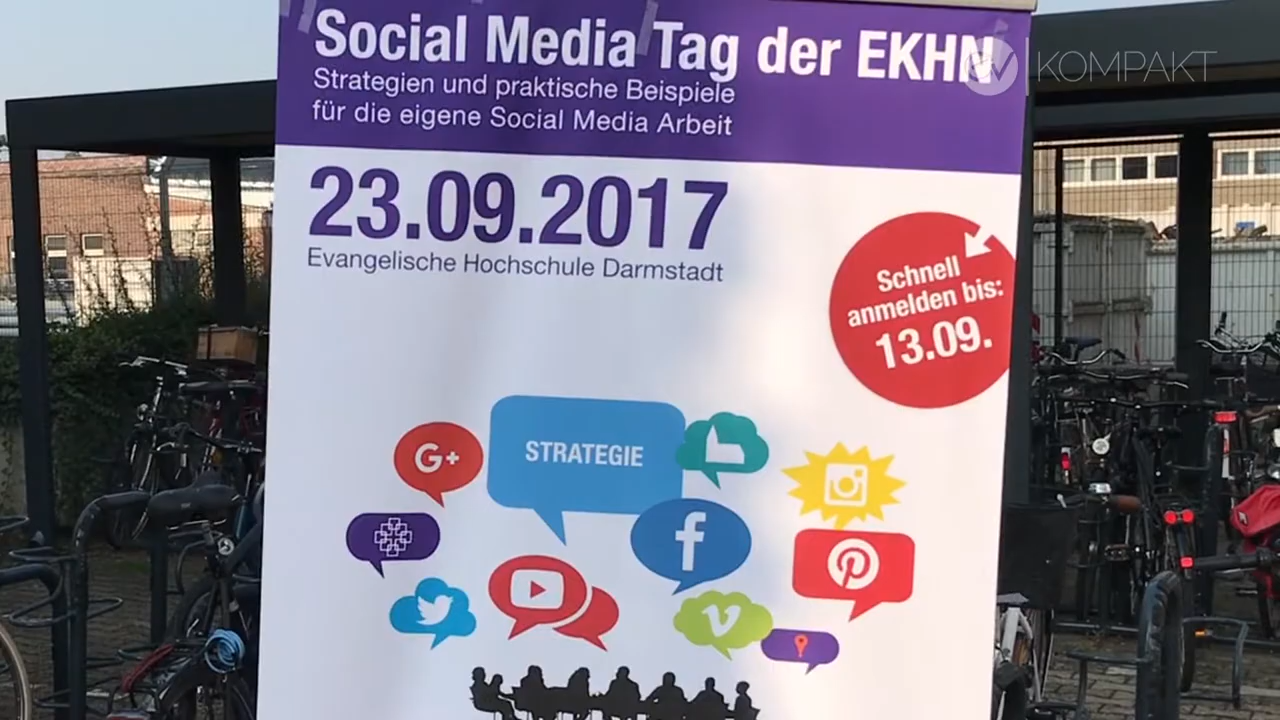 Social Media Tag der EKHN
Strategien und praktische Beispiele
für die eigene Social Media Arbeit
KOMPAKT
23.09.2017
Evangelische Hochschule Darmstadt
Schnell
anmelden bis:
13.09.
STRATEGIE
G+